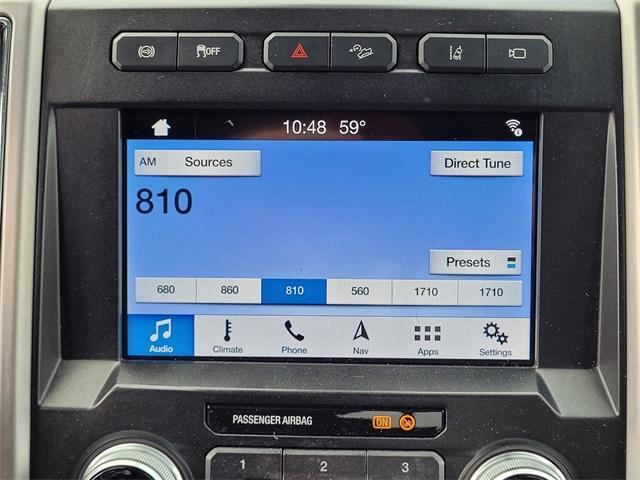 OFF
10:48 59°
AM Sources
Direct Tune
810
Presets
680 860 810 560 1710 1710
Audio Climate Phone Nav Apps Settings
PASSENGER AIRBAG ON
1 2 3